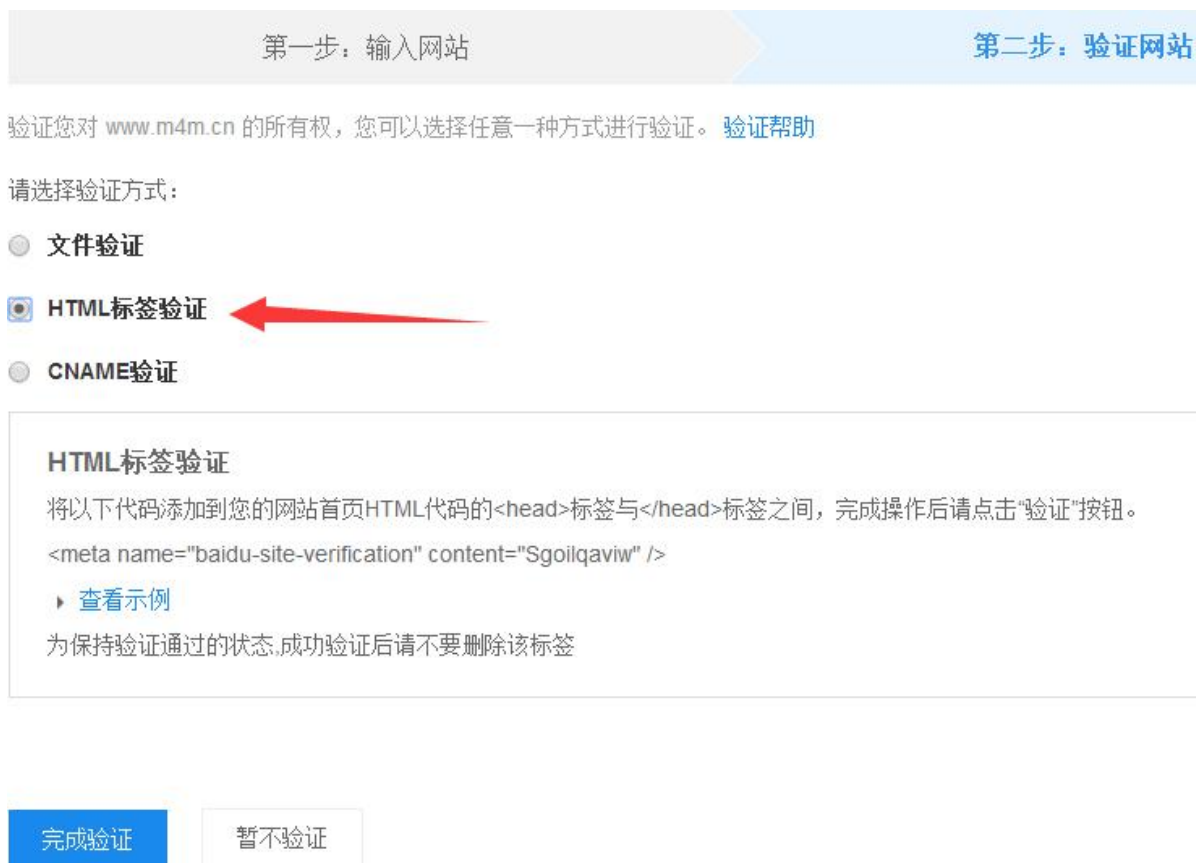 第一步：输入网站
第二步：验证网站
验证您对 www.m4m.cn 的所有权，您可以选择任意一种方式进行验证。 验证帮助
请选择验证方式：
文件验证
HTML标签验证
CNAME验证
HTML标签验证
将以下代码添加到您的网站首页HTML代码的<head>标签与</head>标签之间，完成操作后请点击“验证”按钮。
<meta name="baidu-site-verification" content="Sgoilqaviw" />
查看示例
为保持验证通过的状态,成功验证后请不要删除该标签
完成验证
暂不验证